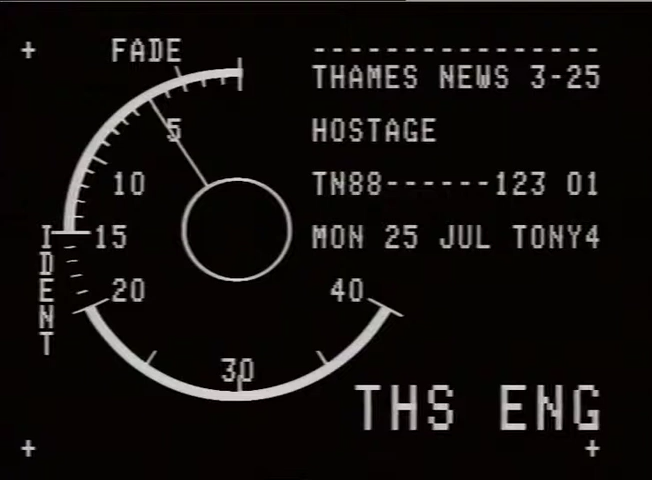 FADE
----------------
THAMES NEWS 3-25
5
HOSTAGE
10
TN88------123 01
IDENT
15
MON 25 JUL TONY4
20
40
30
THS ENG